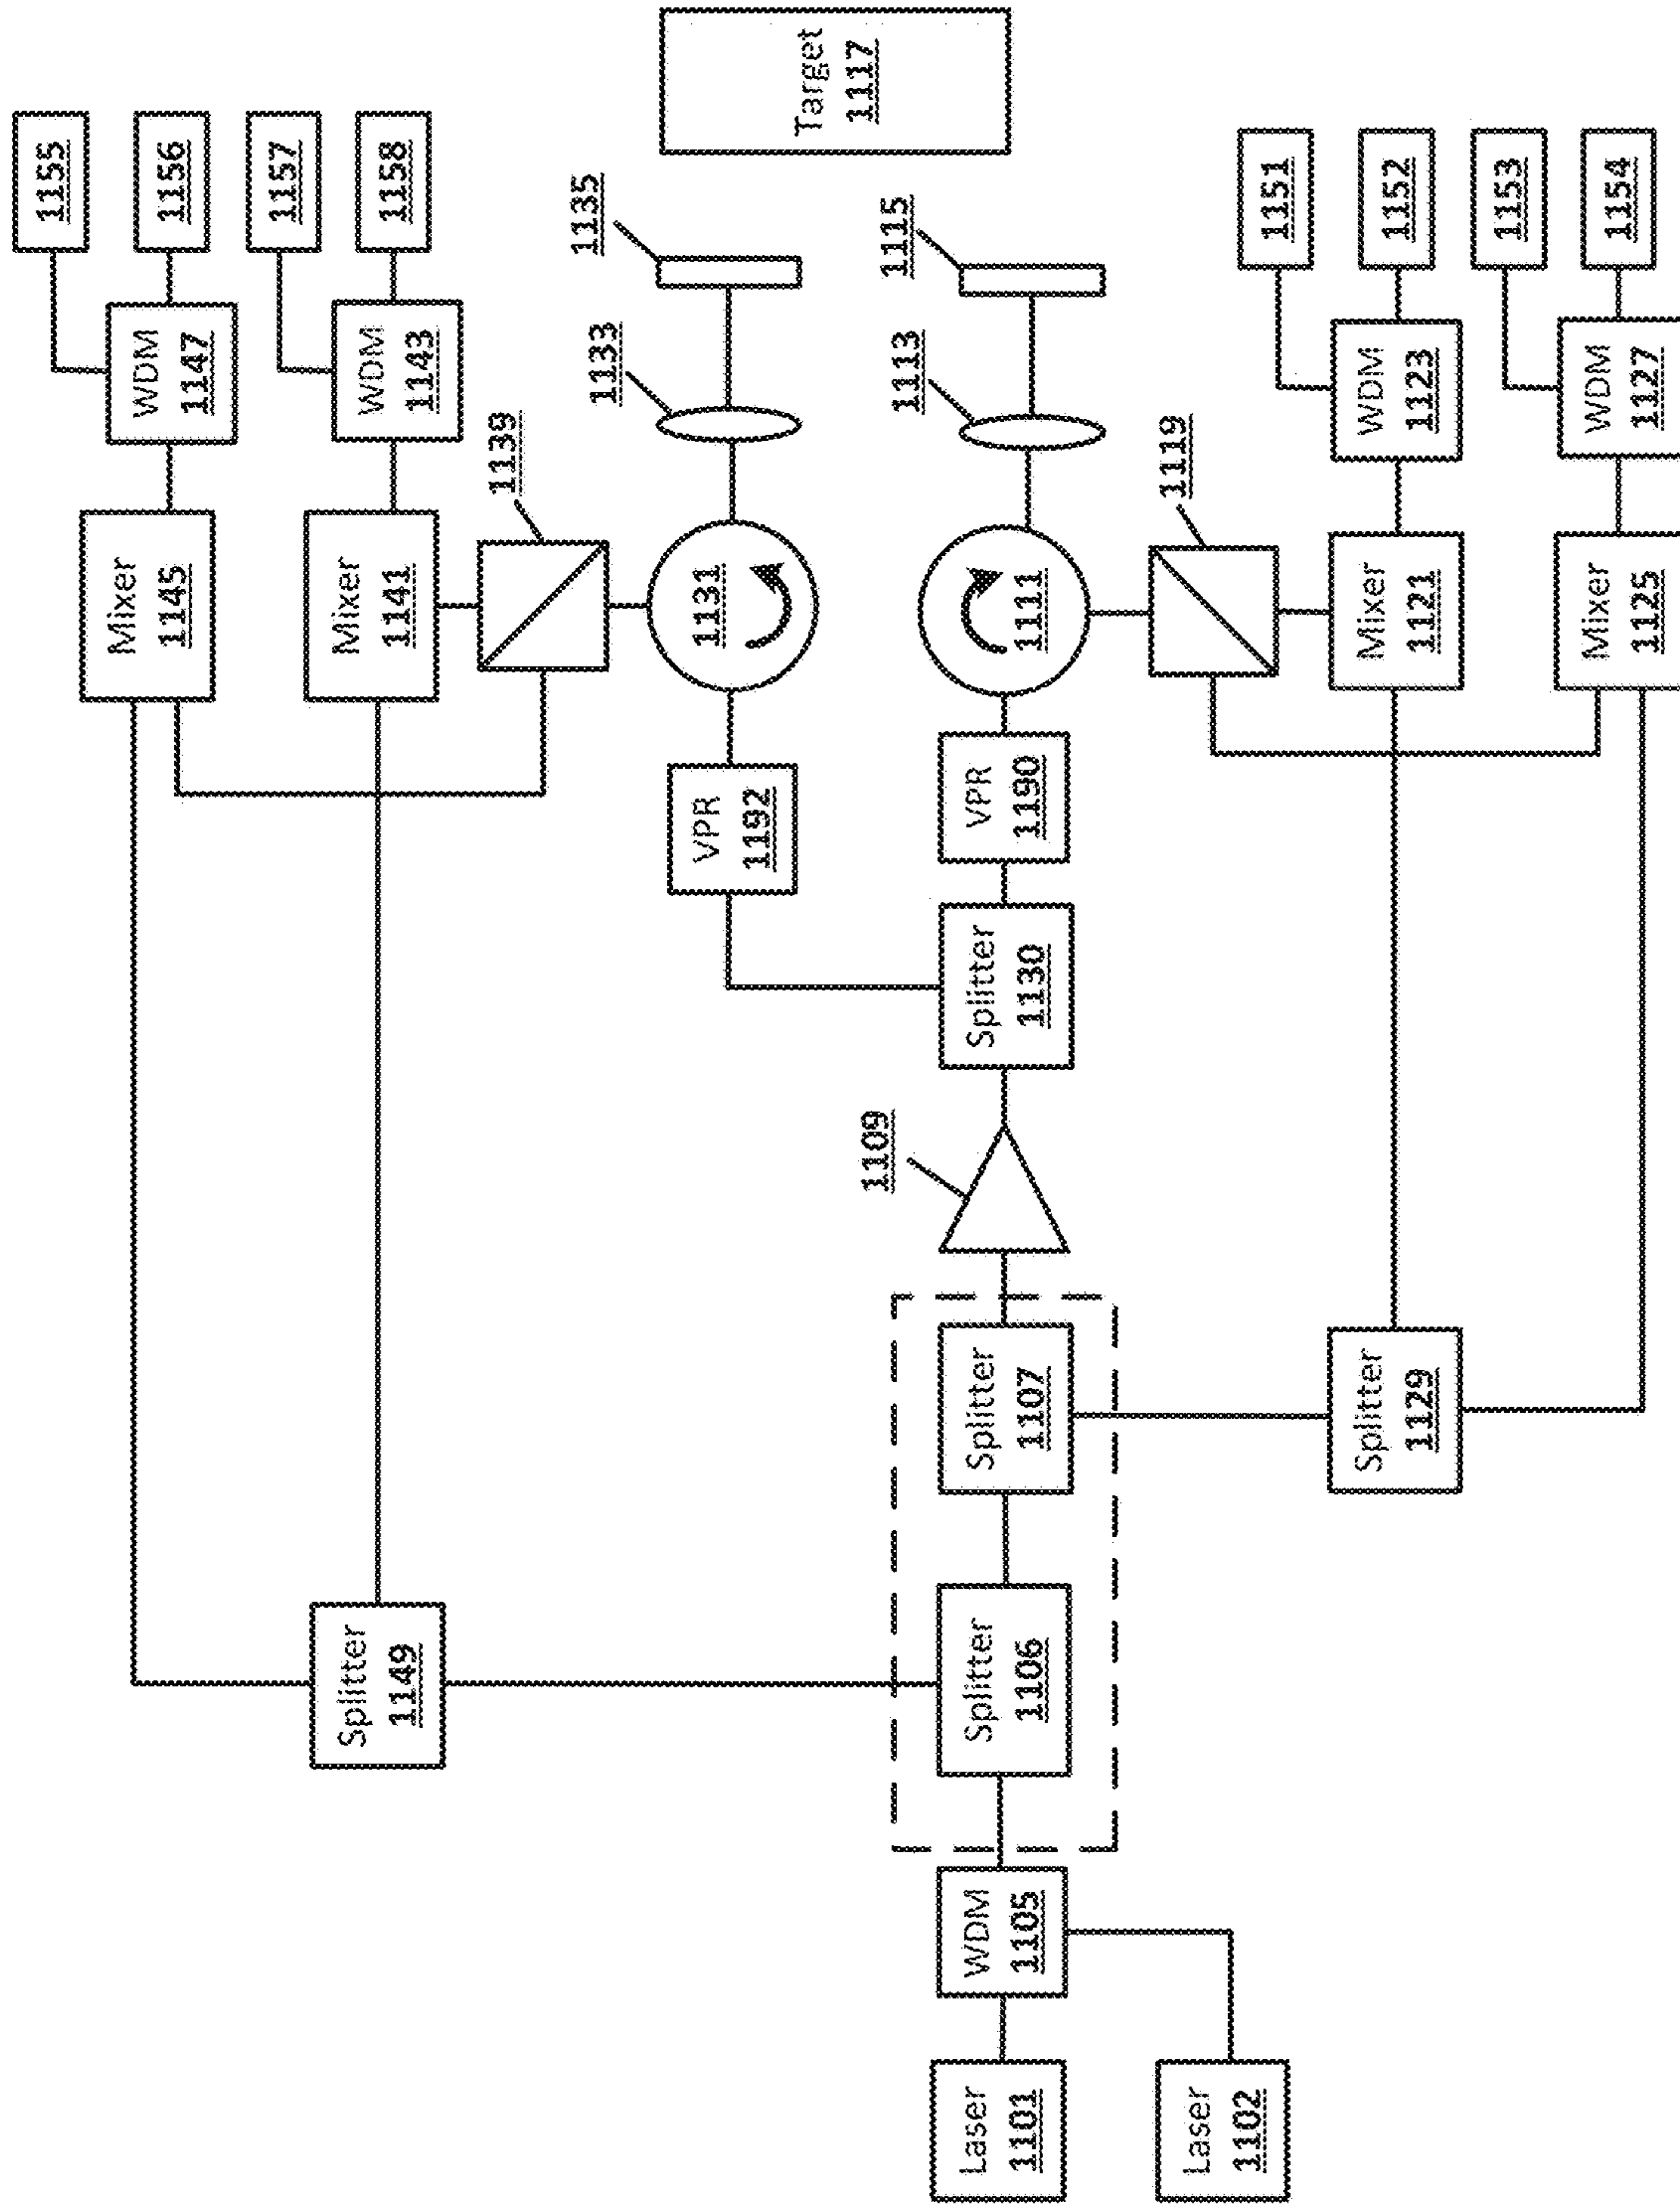 1155
1156
1157
1158
WDM
1147
WDM
1143
Mixer
1145
Mixer
1141
1139
1135
1133
1131
VPR
1192
Target
1117
1115
1113
1111
VPR
1190
Splitter
1130
1109
Splitter
1107
Splitter
1106
WDM
1105
Laser
1101
Laser
1102
Splitter
1149
Splitter
1129
1119
Mixer
1121
Mixer
1125
WDM
1123
WDM
1127
1151
1152
1153
1154